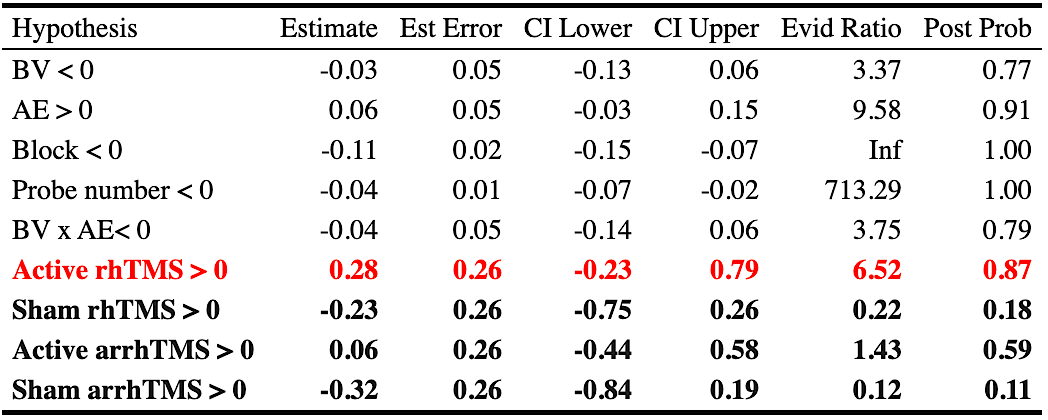 Hypothesis Estimate Est Error CI Lower CI Upper Evid Ratio Post Prob
BV < 0 -0.03 0.05 -0.13 0.06 3.37 0.77
AE > 0 0.06 0.05 -0.03 0.15 9.58 0.91
Block < 0 -0.11 0.02 -0.15 -0.07 Inf 1.00
Probe number < 0 -0.04 0.01 -0.07 -0.02 713.29 1.00
BV x AE< 0 -0.04 0.05 -0.14 0.06 3.75 0.79
Active rhTMS > 0 0.28 0.26 -0.23 0.79 6.52 0.87
Sham rhTMS > 0 -0.23 0.26 -0.75 0.26 0.22 0.18
Active arrhTMS > 0 0.06 0.26 -0.44 0.58 1.43 0.59
Sham arrhTMS > 0 -0.32 0.26 -0.84 0.19 0.12 0.11